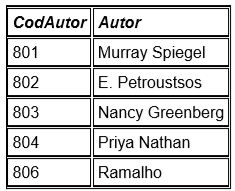 CodAutor Autor
801 Murray Spiegel
802 E. Petroustsos
803 Nancy Greenberg
804 Priya Nathan
806 Ramalho